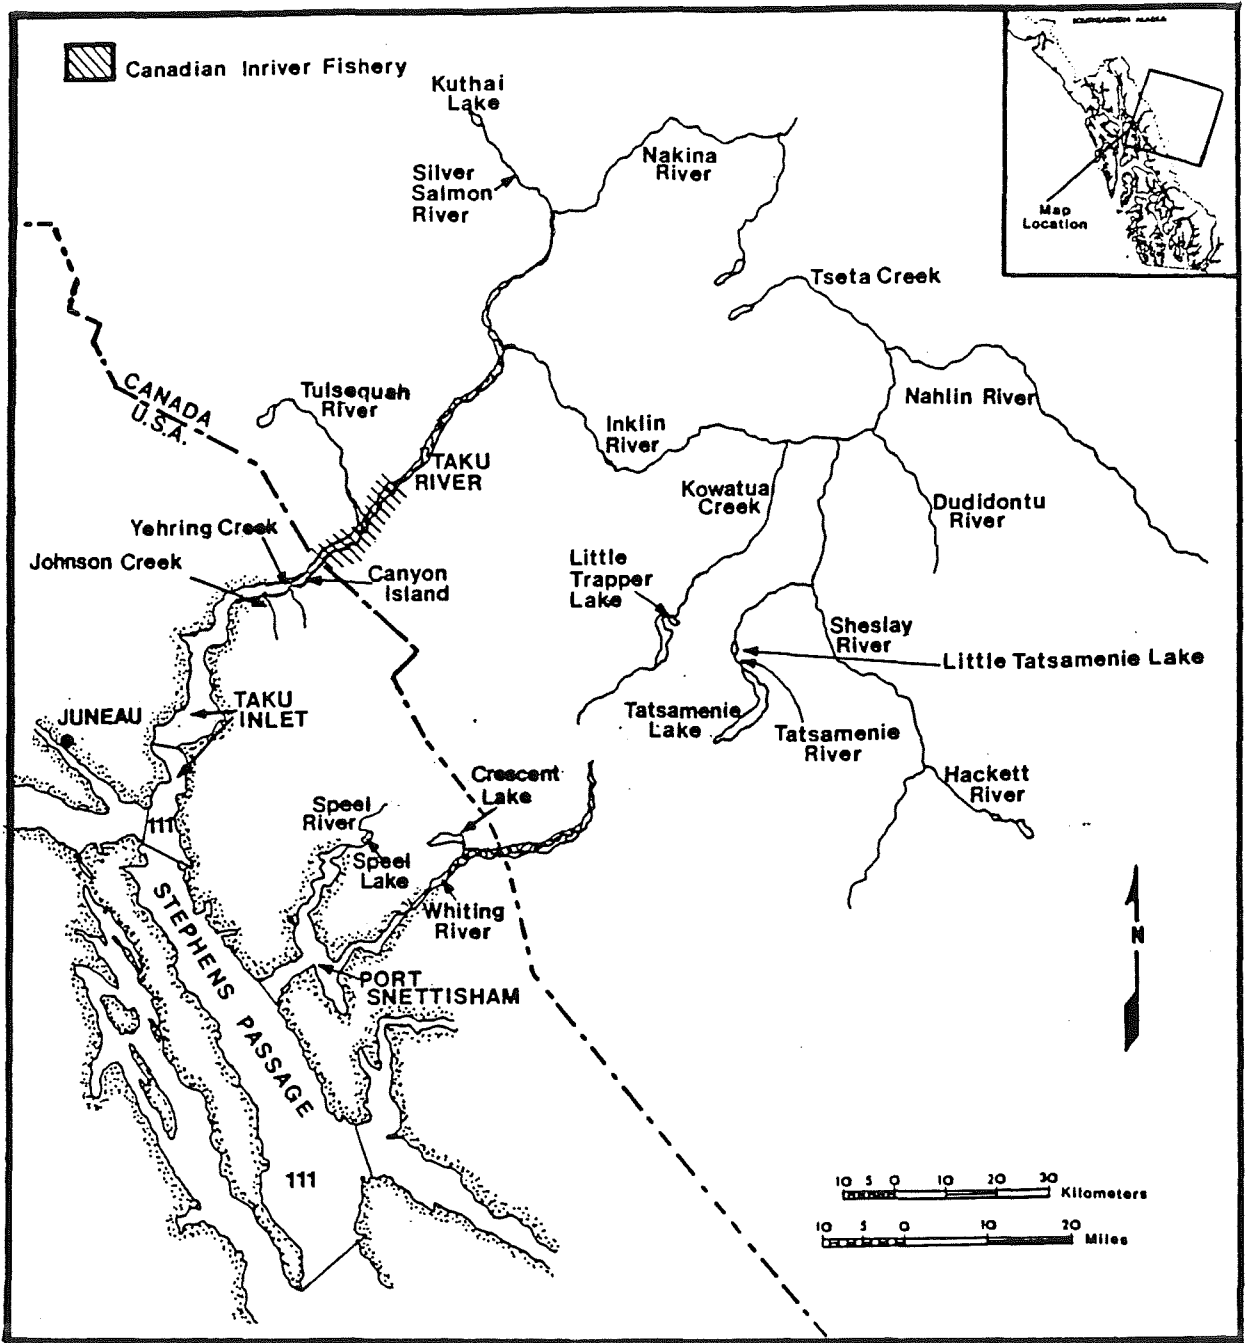 SOUTHEASTERN ALASKA
Canadian Inriver Fishery
Kuthai
Lake
Nakina
River
Silver
Salmon
River
Map
Location
Tseta Creek
CANADA
U.S.A.
Tulsequah
River
Nahlin River
Inklin
River
TAKU
RIVER
Kowatua
Creek
Dudidontu
River
Yehring Creek
Johnson Creek
Canyon
Island
Little
Trapper
Lake
Sheslay
River
Little Tatsamenie Lake
TAKU
INLET
JUNEAU
Tatsamenie
Lake
Tatsamenie
River
Crescent
Lake
Hackett
River
Speel
River
111
Speel
Lake
Whiting
River
STEPHENS PASSAGE
N
PORT
SNETTISHAM
111
10 5 0 10 20 30 Kilometers
10 5 0 10 20 Miles